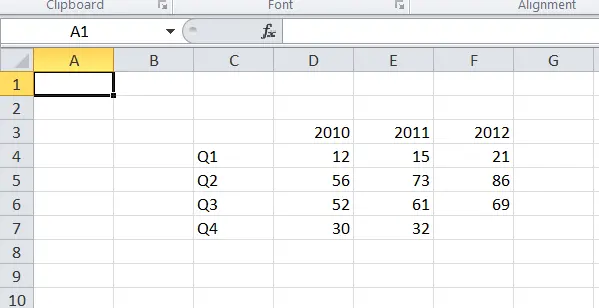 Clipboard Font Alignment
A1 fx
A B C D E F G
1
2
3 2010 2011 2012
4 Q1 12 15 21
5 Q2 56 73 86
6 Q3 52 61 69
7 Q4 30 32
8
9
10